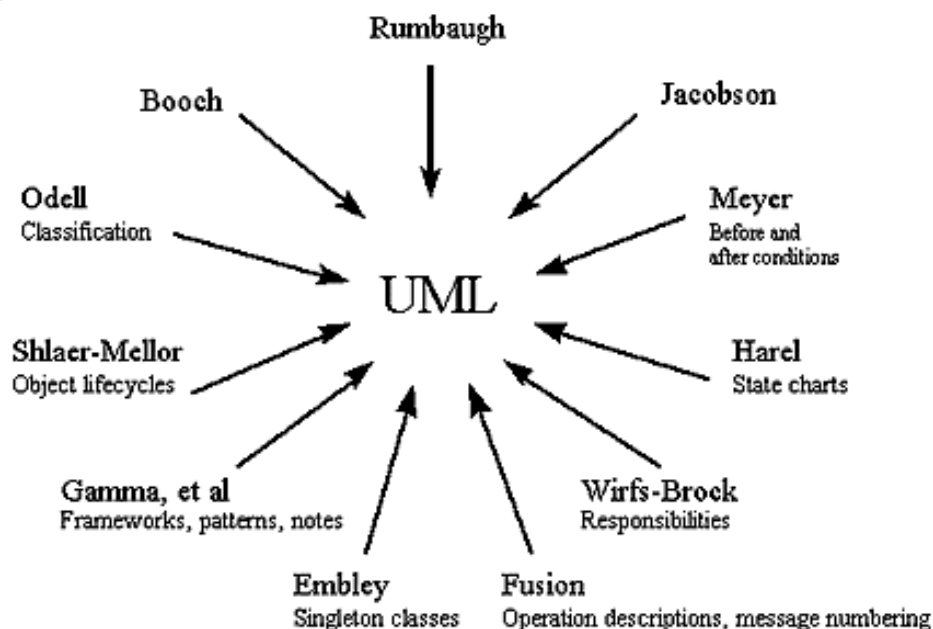 Rumbaugh
Booch
Jacobson
Odell
Classification
Meyer
Before and
after conditions
UML
Shlaer-Mellor
Object lifecycles
Harel
State charts
Gamma, et al
Frameworks, patterns, notes
Wirfs-Brock
Responsibilities
Embley
Singleton classes
Fusion
Operation descriptions, message numbering